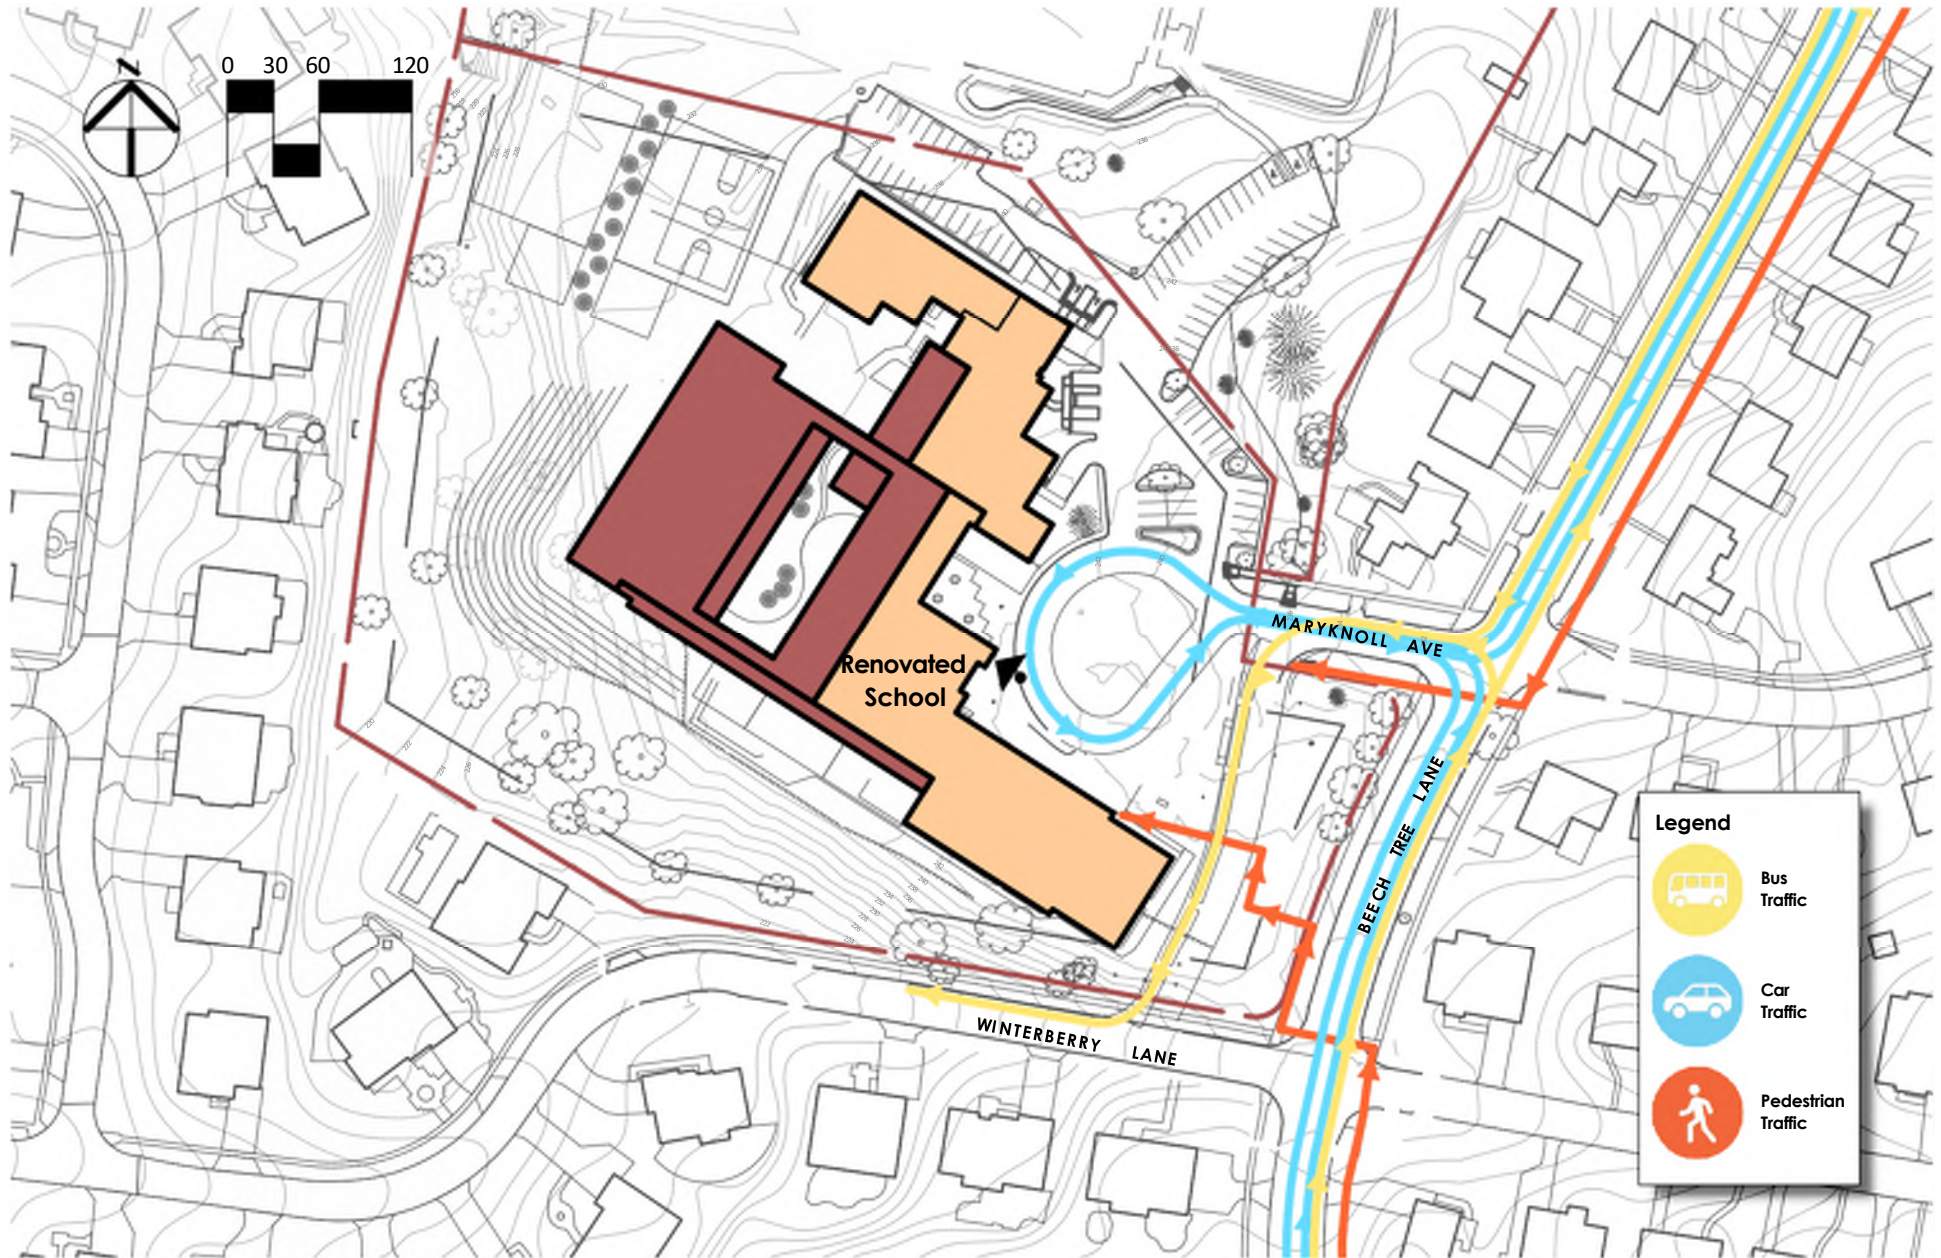 N
0 30 60 120
MARYKNOLL AVE
Renovated
School
BEECH TREE LANE
WINTERBERRY LANE
Legend
Bus
Traffic
Car
Traffic
Pedestrian
Traffic